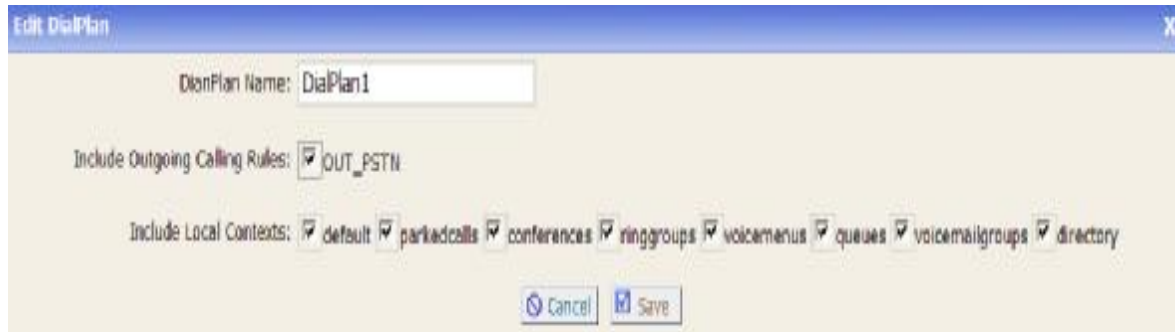 Edit DialPlan X
DianPlan Name: DialPlan1
Include Outgoing Calling Rules: OUT_PSTN
Include Local Contexts: default parkedcalls conferences ringgroups voicemenus queues voicemailgroups directory
Cancel Save